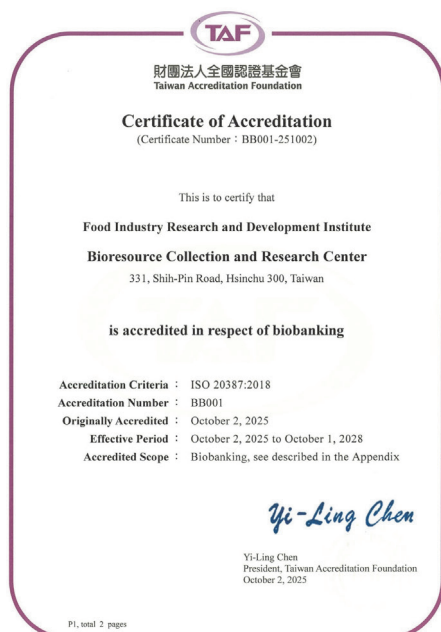 TAF
財團法人全國認證基金會
Taiwan Accreditation Foundation
Certificate of Accreditation
(Certificate Number：BB001-251002)
This is to certify that
Food Industry Research and Development Institute
Bioresource Collection and Research Center
331, Shih-Pin Road, Hsinchu 300, Taiwan
is accredited in respect of biobanking
Accreditation Criteria： ISO 20387:2018
Accreditation Number： BB001
Originally Accredited： October 2, 2025
Effective Period： October 2, 2025 to October 1, 2028
Accredited Scope： Biobanking, see described in the Appendix
Yi-Ling Chen
Yi-Ling Chen
President, Taiwan Accreditation Foundation
October 2, 2025
P1, total 2 pages